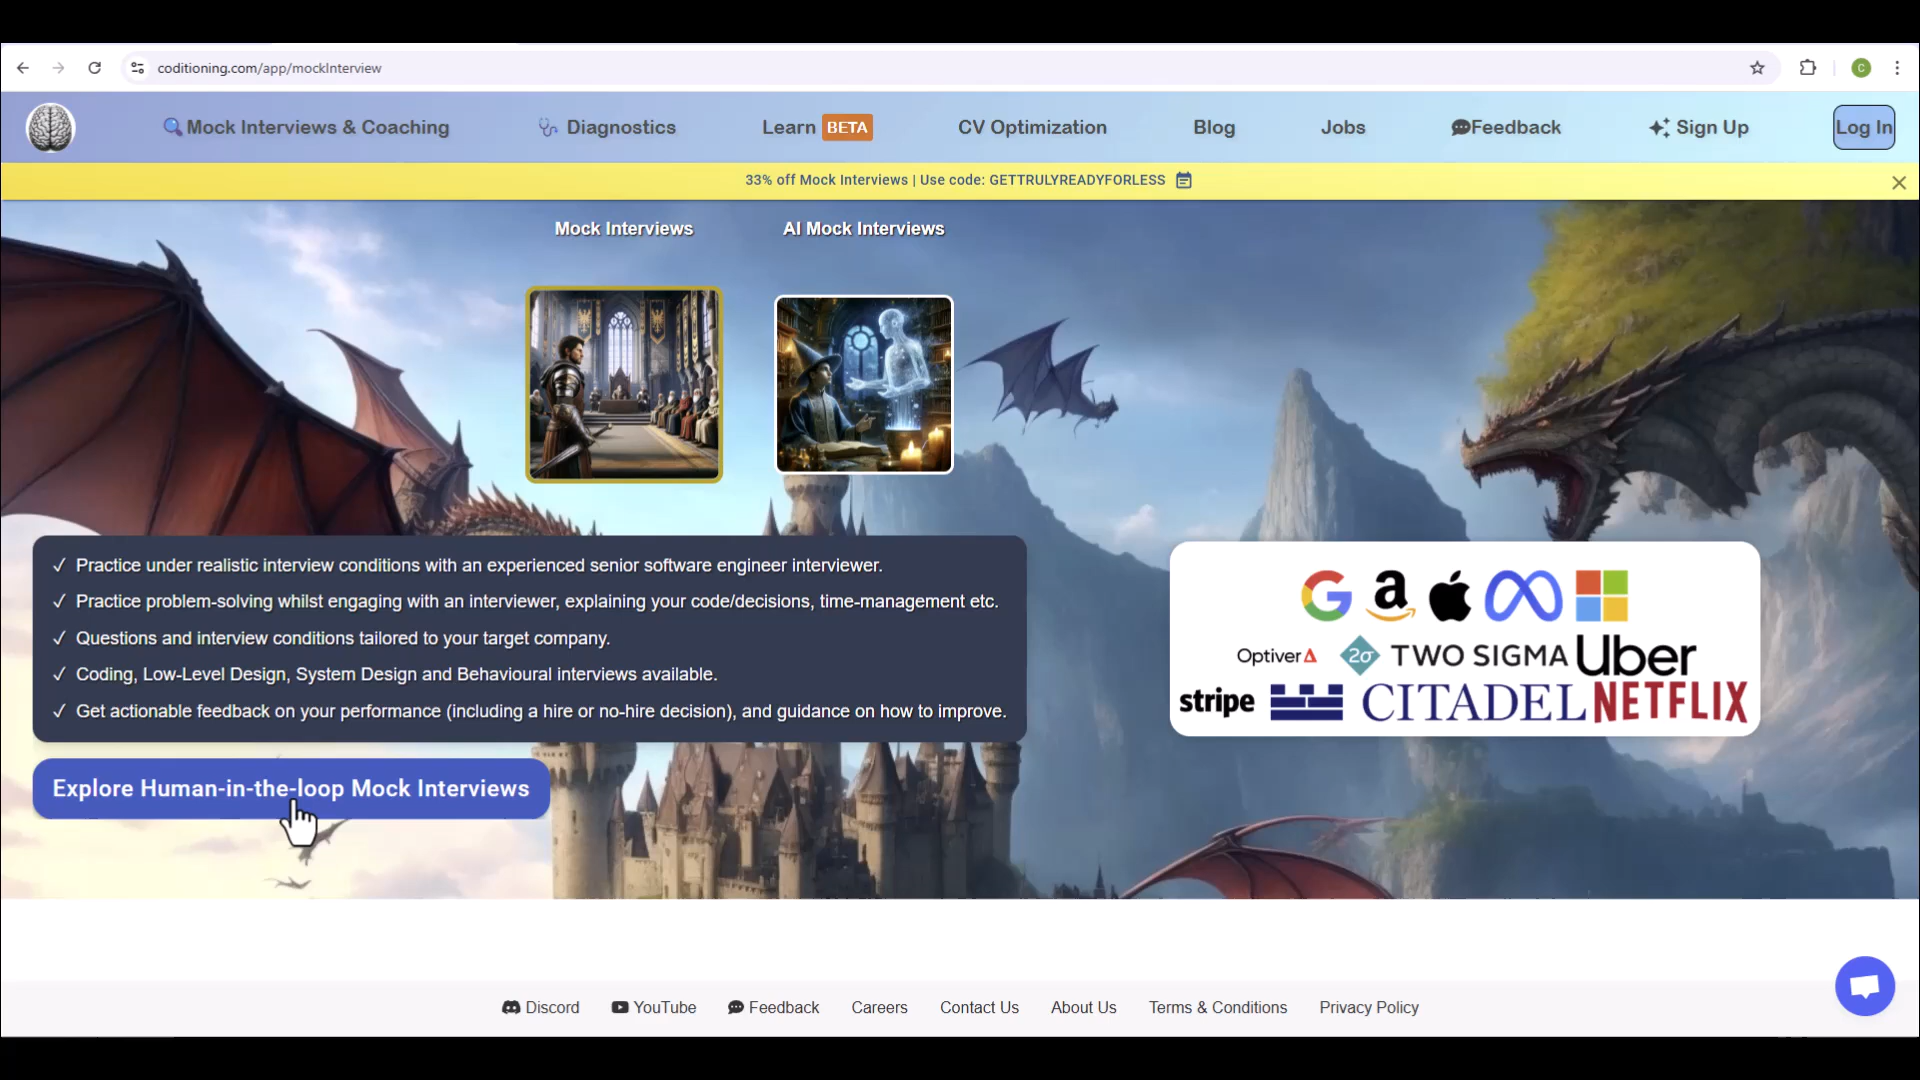 coditioning.com/app/mockInterview
C
Mock Interviews & Coaching
Diagnostics
Learn BETA
CV Optimization
Blog
Jobs
Feedback
Sign Up
Log In
33% off Mock Interviews | Use code: GETTRULYREADYFORLESS
Mock Interviews
AI Mock Interviews
✓ Practice under realistic interview conditions with an experienced senior software engineer interviewer.
✓ Practice problem-solving whilst engaging with an interviewer, explaining your code/decisions, time-management etc.
✓ Questions and interview conditions tailored to your target company.
✓ Coding, Low-Level Design, System Design and Behavioural interviews available.
✓ Get actionable feedback on your performance (including a hire or no-hire decision), and guidance on how to improve.
G a
Optiver 2σ TWO SIGMA Uber
stripe CITADEL NETFLIX
Explore Human-in-the-loop Mock Interviews
Discord
YouTube
Feedback
Careers
Contact Us
About Us
Terms & Conditions
Privacy Policy